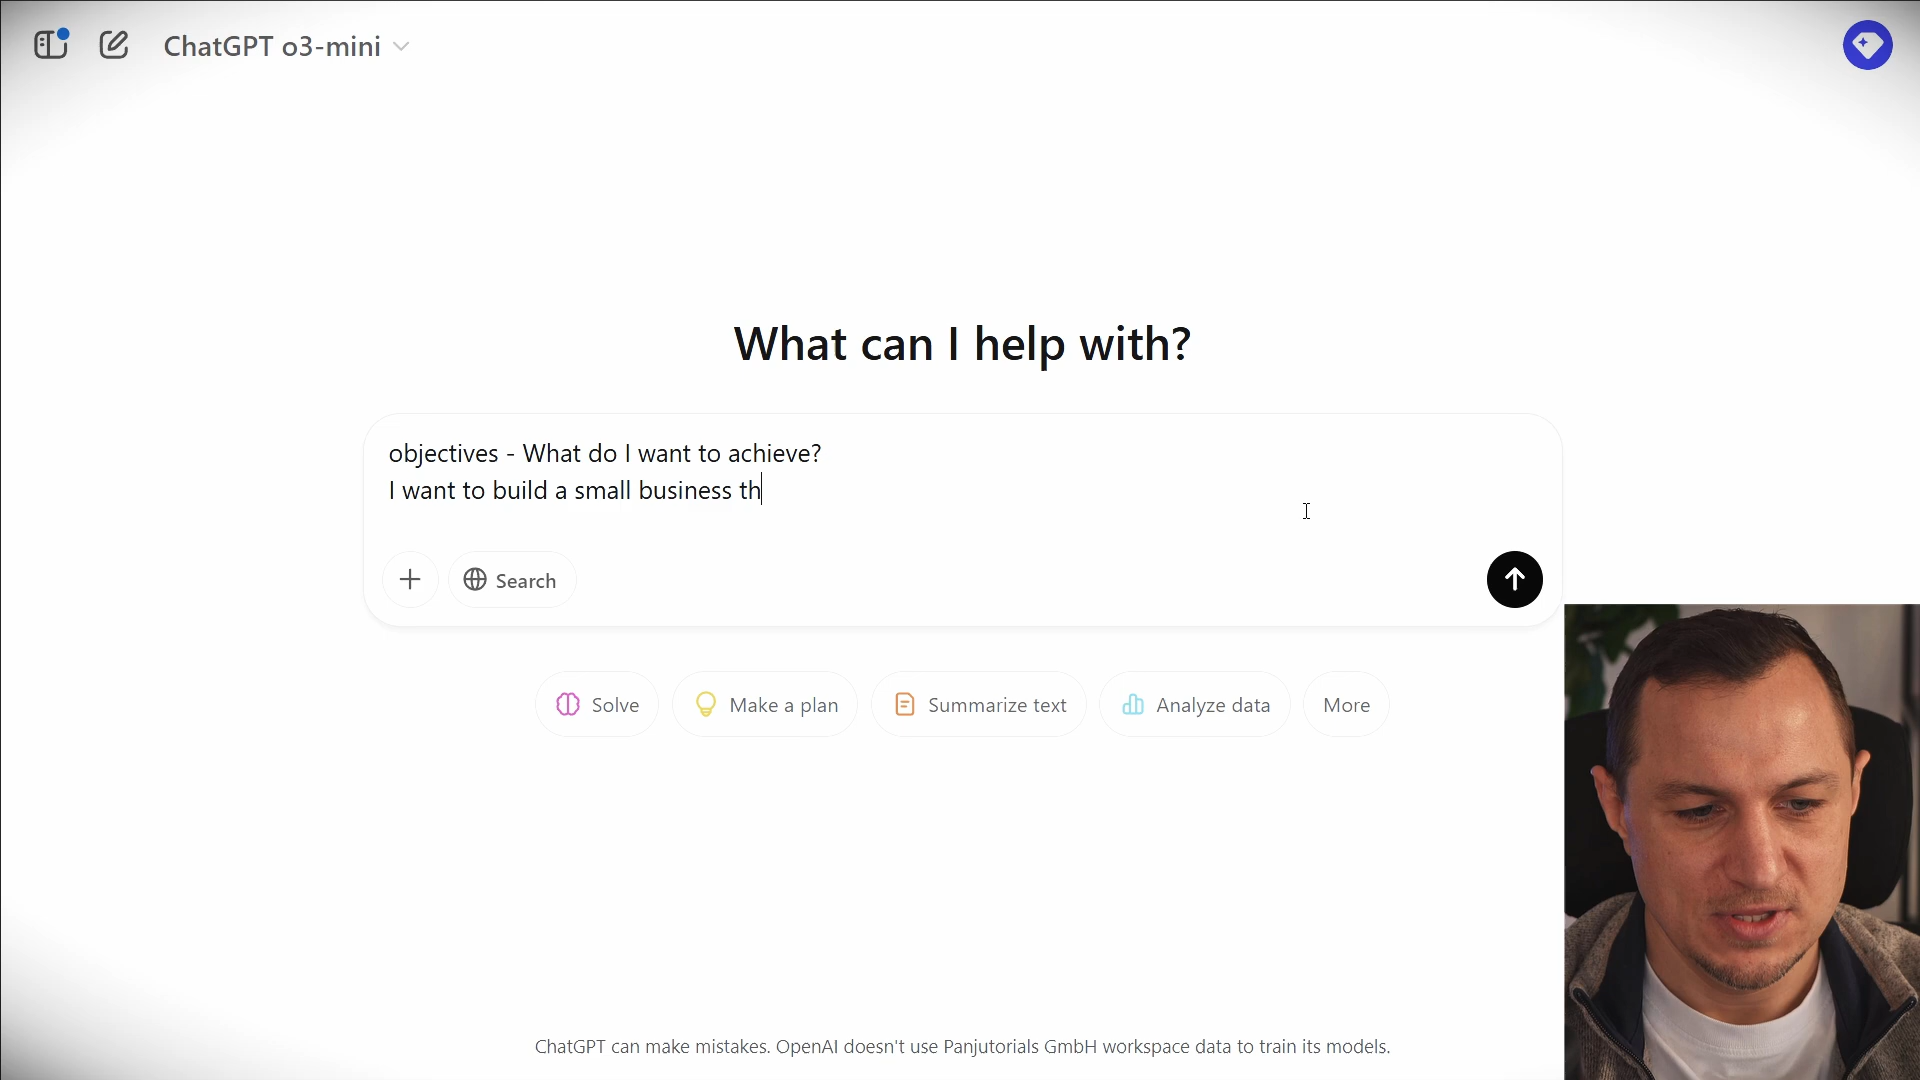 ChatGPT o3-mini
What can I help with?
objectives - What do I want to achieve?
I want to build a small business th
Search
Solve
Make a plan
Summarize text
Analyze data
More
ChatGPT can make mistakes. OpenAI doesn't use Panjutorials GmbH workspace data to train its models.